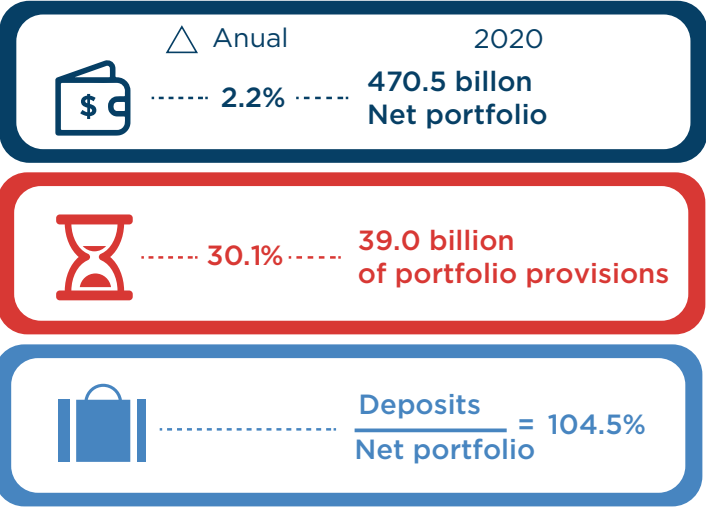 △ Anual 2020
$ 2.2% 470.5 billon
Net portfolio
30.1% 39.0 billion
of portfolio provisions
Deposits
= 104.5%
Net portfolio